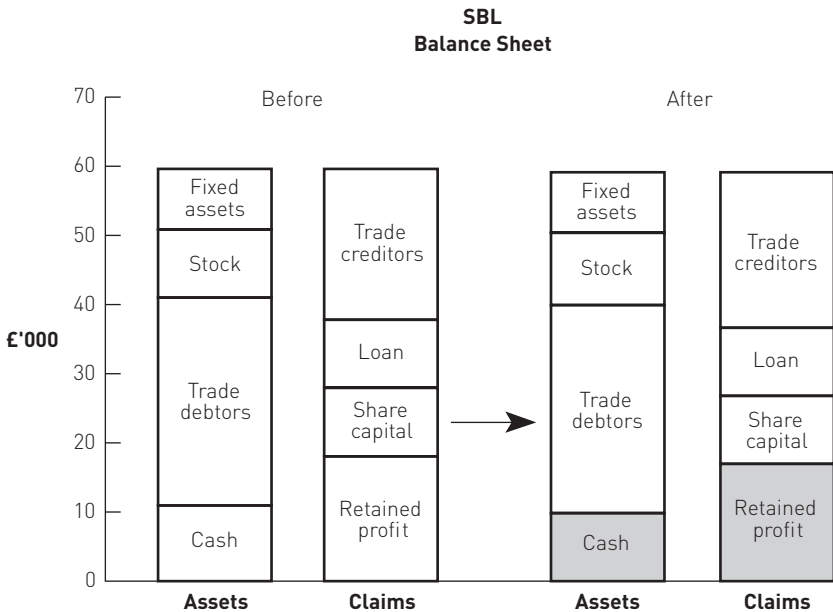 SBL
Balance Sheet
Before
After
£'000
70
60
50
40
30
20
10
0
Fixed
assets
Stock
Trade
debtors
Cash
Trade
creditors
Loan
Share
capital
Retained
profit
Fixed
assets
Stock
Trade
debtors
Cash
Trade
creditors
Loan
Share
capital
Retained
profit
Assets
Claims
Assets
Claims